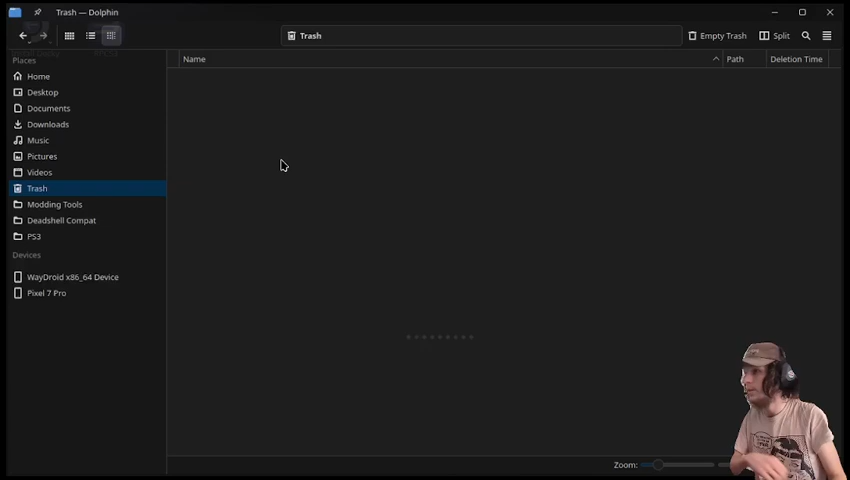 Trash — Dolphin
Trash
Empty Trash
Split
Places
Name
Path
Deletion Time
Home
Desktop
Documents
Downloads
Music
Pictures
Videos
Trash
Modding Tools
Deadshell Compat
PS3
Devices
WayDroid x86_64 Device
Pixel 7 Pro
Zoom: